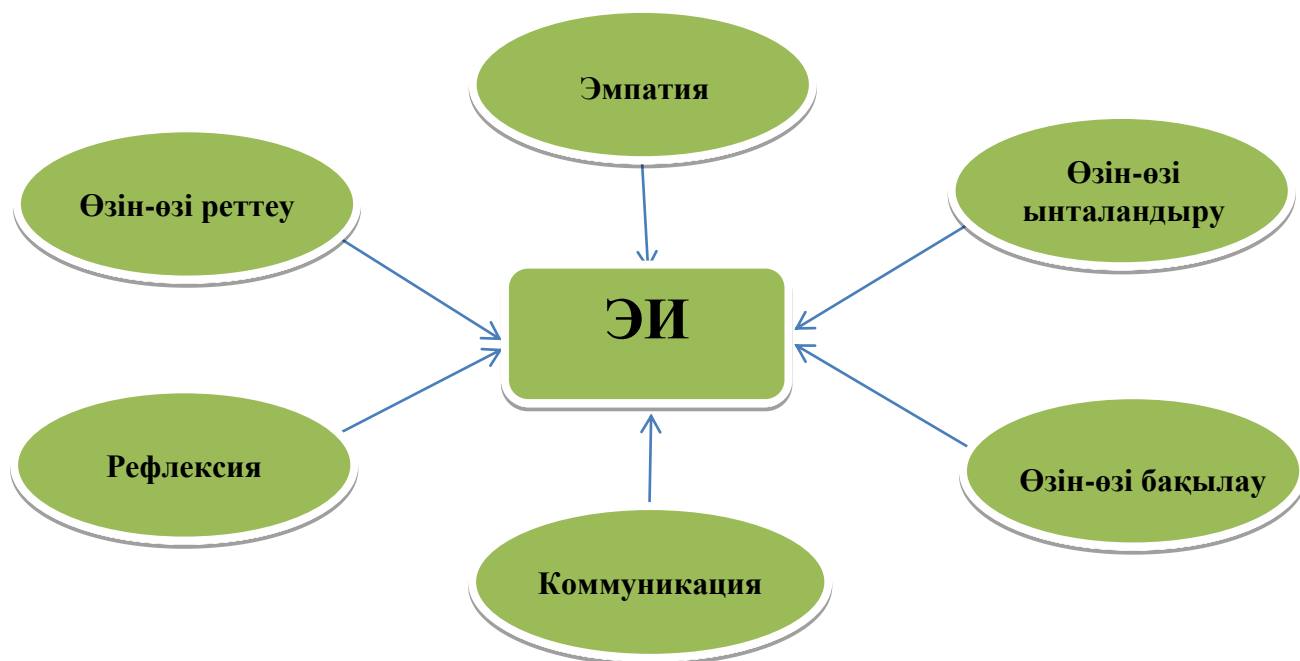 Эмпатия
Өзін-өзі реттеу
Өзін-өзі
ынталандыру
ЭИ
Рефлексия
Өзін-өзі бақылау
Коммуникация